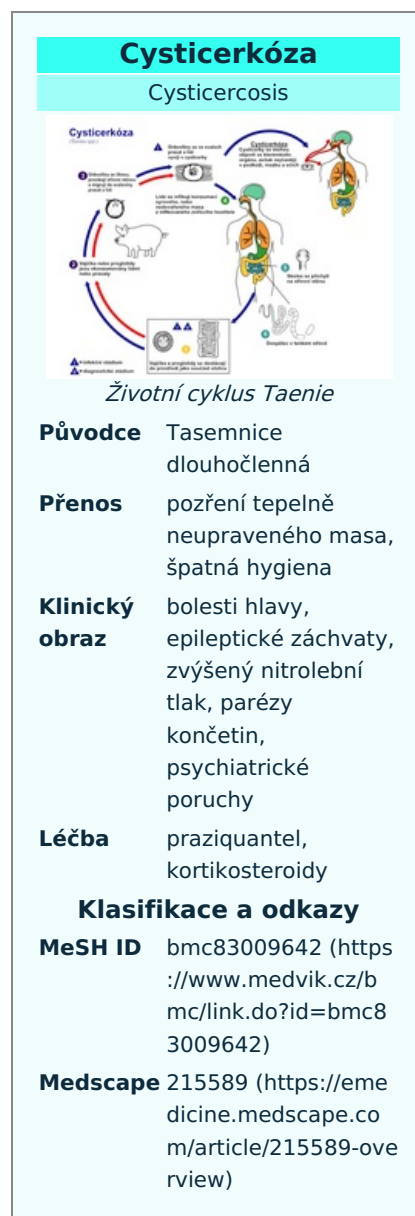 Cysticerkóza
Cysticercosis
Cysticerkóza
Cysticerkóza
Životní cyklus Taenie
Původce Tasemnice
dlouhočlenná
Přenos pozření tepelně
neupraveného masa,
špatná hygiena
Klinický bolesti hlavy,
obraz epileptické záchvaty,
zvýšený nitrolební
tlak, parézy
končetin,
psychiatrické
poruchy
Léčba praziquantel,
kortikosteroidy
Klasifikace a odkazy
MeSH ID bmc83009642 (https
://www.medvik.cz/b
mc/link.do?id=bmc8
3009642)
Medscape 215589 (https://eme
dicine.medscape.co
m/article/215589-ove
rview)